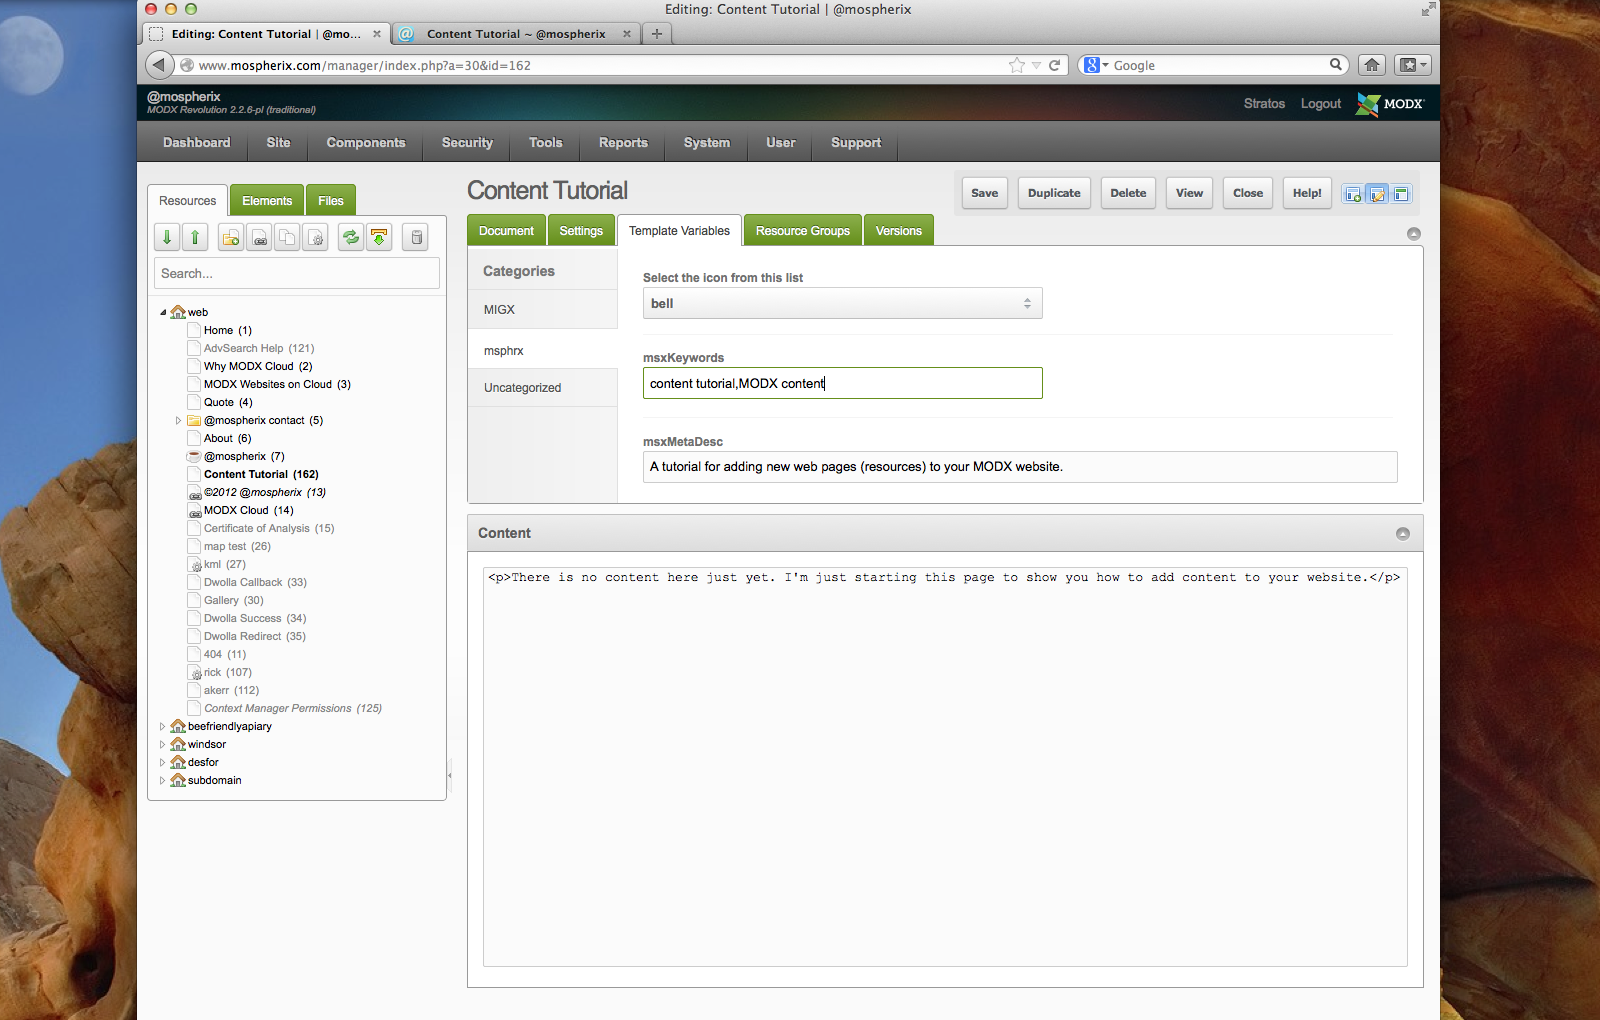 Editing: Content Tutorial | @mospherix
Editing: Content Tutorial | @mo...
Content Tutorial ~ @mospherix
www.mospherix.com/manager/index.php?a=30&id=162
Google
@mospherix
MODX Revolution 2.2.6-pl (traditional)
Stratos Logout MODX
Dashboard Site Components Security Tools Reports System User Support
Resources Elements Files
Search...
web
Home (1)
AdvSearch Help (121)
Why MODX Cloud (2)
MODX Websites on Cloud (3)
Quote (4)
@mospherix contact (5)
About (6)
@mospherix (7)
Content Tutorial (162)
©2012 @mospherix (13)
MODX Cloud (14)
Certificate of Analysis (15)
map test (26)
kml (27)
Dwolla Callback (33)
Gallery (30)
Dwolla Success (34)
Dwolla Redirect (35)
404 (11)
rick (107)
akerr (112)
Context Manager Permissions (125)
beefriendlyapiary
windsor
desfor
subdomain
Content Tutorial
Save Duplicate Delete View Close Help!
Document Settings Template Variables Resource Groups Versions
Categories
MIGX
msphrx
Uncategorized
Select the icon from this list
bell
msxKeywords
content tutorial,MODX content
msxMetaDesc
A tutorial for adding new web pages (resources) to your MODX website.
Content
<p>There is no content here just yet. I'm just starting this page to show you how to add content to your website.</p>